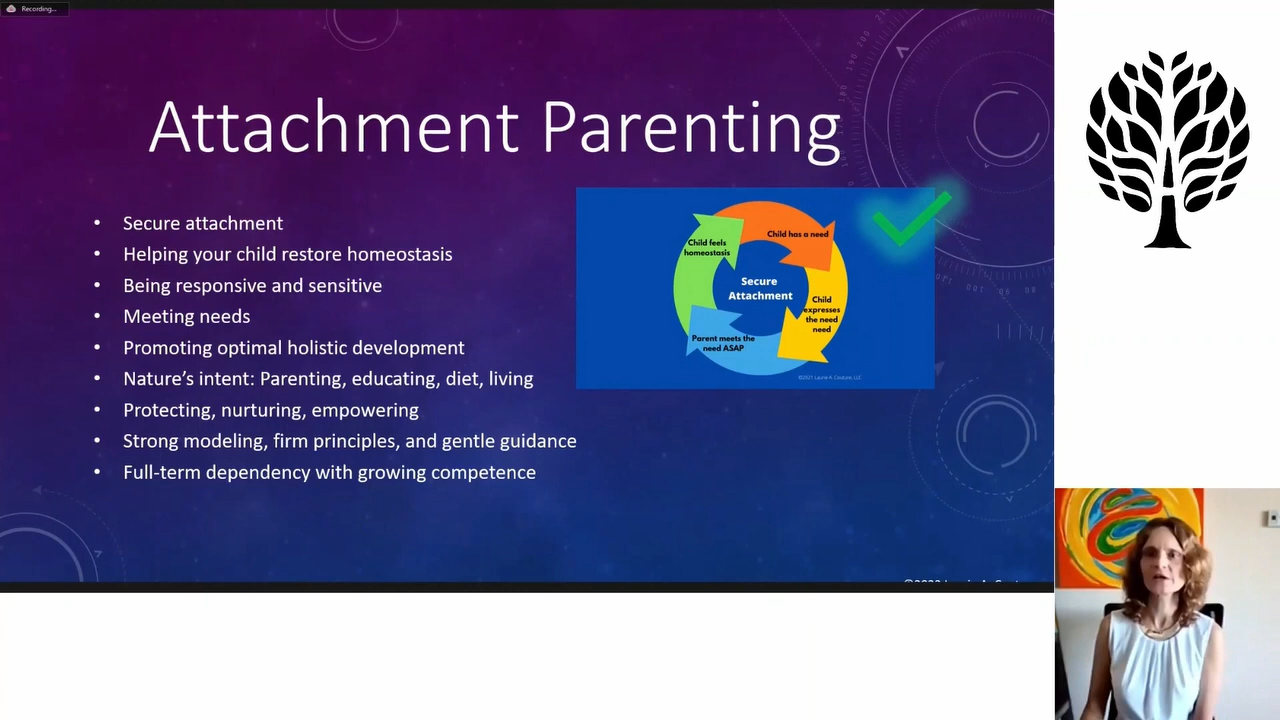 Recording...
Attachment Parenting
• Secure attachment
• Helping your child restore homeostasis
• Being responsive and sensitive
• Meeting needs
• Promoting optimal holistic development
• Nature's intent: Parenting, educating, diet, living
• Protecting, nurturing, empowering
• Strong modeling, firm principles, and gentle guidance
• Full-term dependency with growing competence
Child has a need
Child
expresses
the need
need
Parent meets the
need ASAP
Child feels
homeostasis
Secure
Attachment
©2021 Laurie A. Couture, LLC